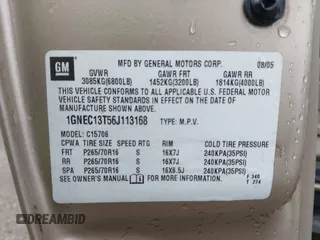 GM
MFD BY GENERAL MOTORS CORP. 08/05
GVWR GAWR FRT GAWR RR
3085KG(6800LB) 1452KG(3200LB) 1814KG(4000LB)
THIS VEHICLE CONFORMS TO ALL APPLICABLE U.S. FEDERAL
MOTOR VEHICLE SAFETY STANDARDS IN EFFECT ON THE DATE
OF MANUFACTURE SHOWN ABOVE.
1GNEC13T56J113168 TYPE: M.P.V.
MODEL: C15706
CPWA TIRE SIZE SPEED RTG RIM COLD TIRE PRESSURE
FRT P265/70R16 S 16X7J 240KPA(35PSI)
RR P265/70R16 S 16X7J 240KPA(35PSI)
SPA P265/70R16 S 16X6.5J 240KPA(35PSI)
SEE OWNER'S MANUAL FOR MORE INFORMATION.
F 348
T 274
DREAMBID